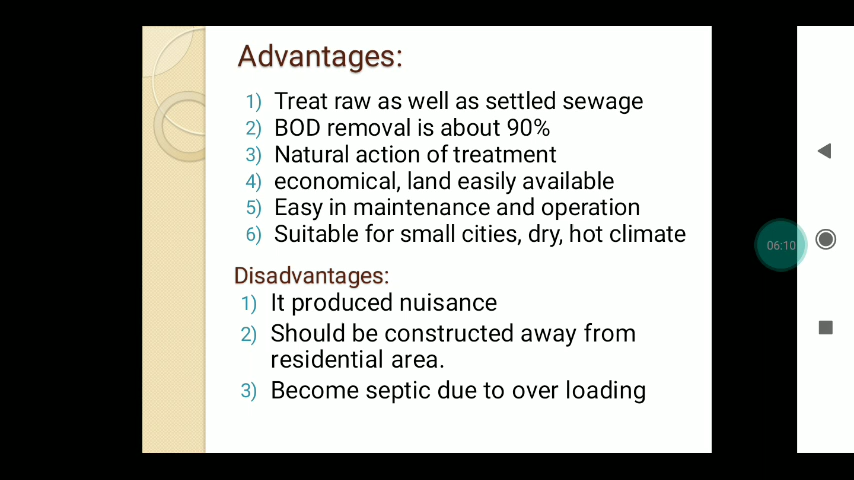 Advantages:
1) Treat raw as well as settled sewage
2) BOD removal is about 90%
3) Natural action of treatment
4) economical, land easily available
5) Easy in maintenance and operation
6) Suitable for small cities, dry, hot climate
Disadvantages:
1) It produced nuisance
2) Should be constructed away from
residential area.
3) Become septic due to over loading
06:10